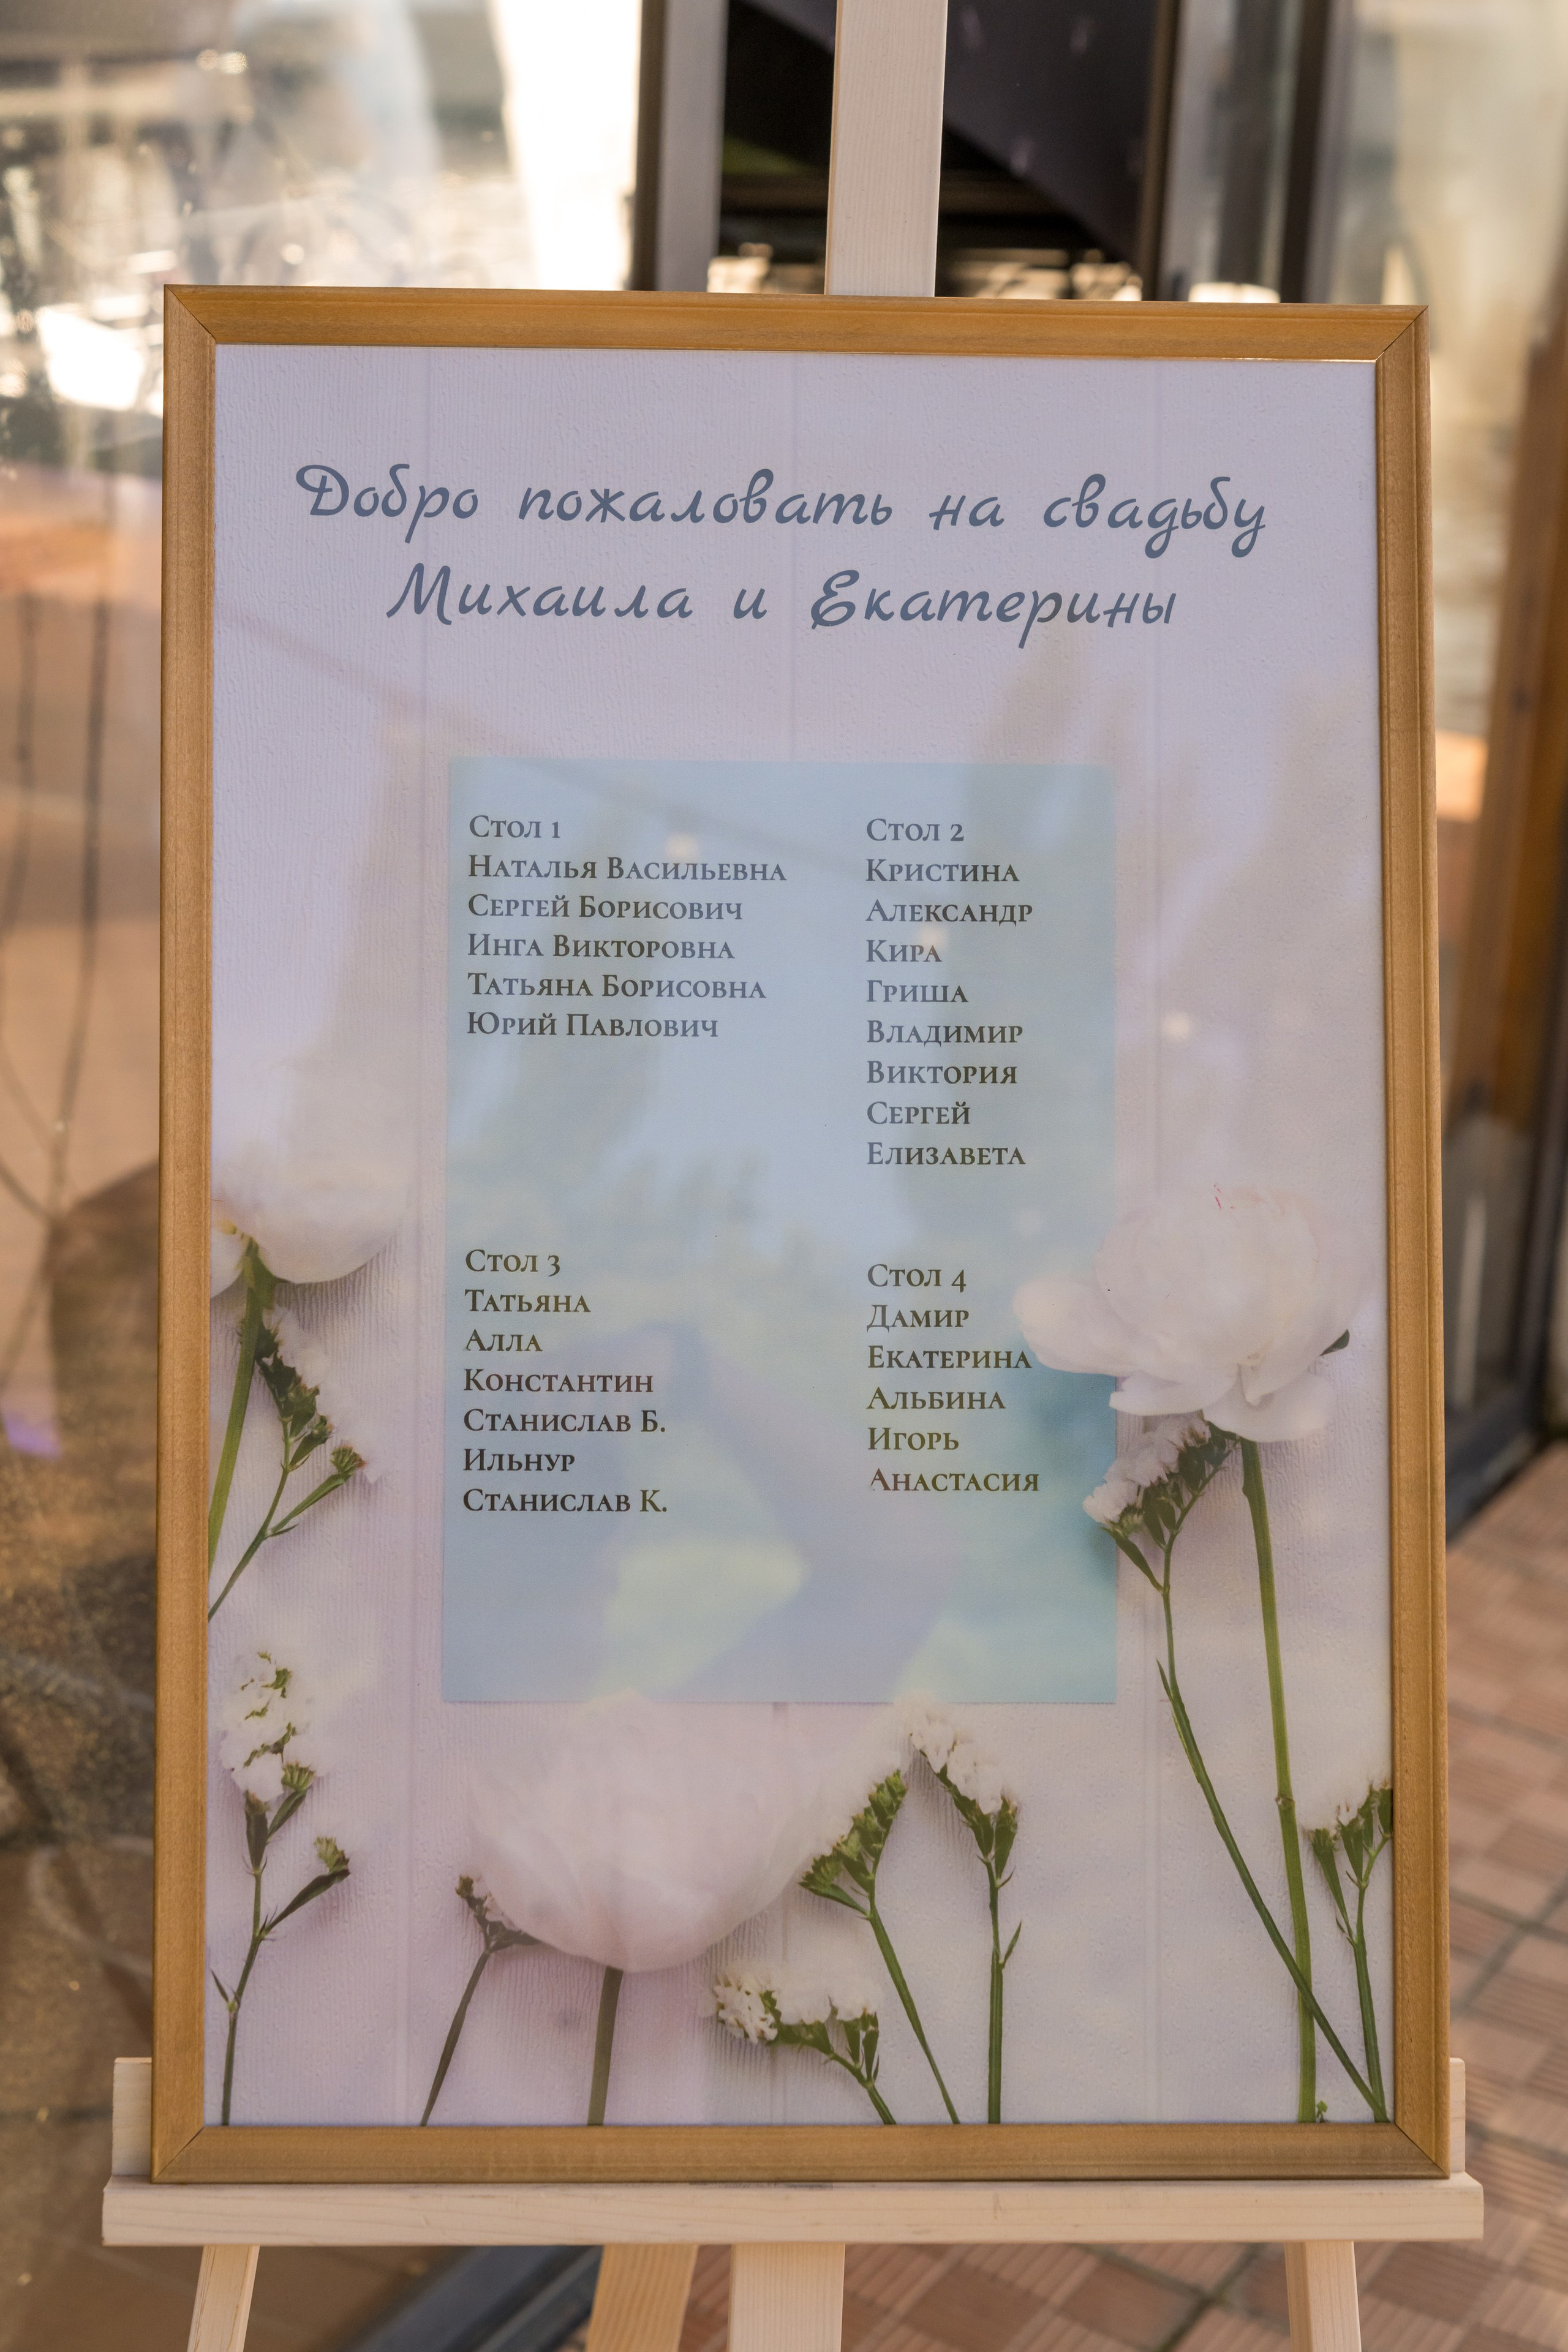 Добро пожаловать на свадьбу
Михаила и Екатерины
Стол 1
Наталья Васильевна
Сергей Борисович
Инга Викторовна
Татьяна Борисовна
Юрий Павлович
Стол 2
Кристина
Александр
Кира
Гриша
Владимир
Виктория
Сергей
Елизавета
Стол 3
Татьяна
Алла
Константин
Станислав Б.
Ильнур
Станислав К.
Стол 4
Дамир
Екатерина
Альбина
Игорь
Анастасия